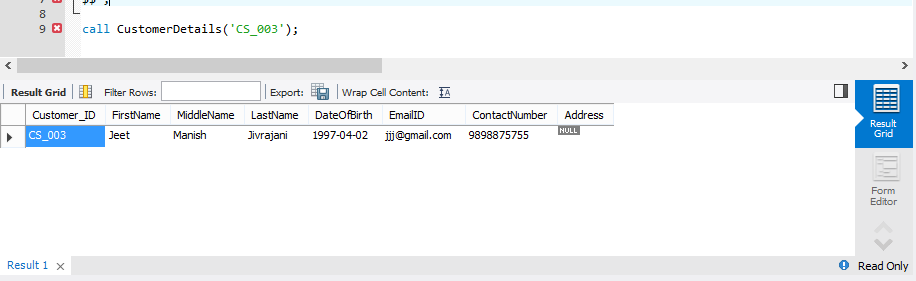 7 $$ ;
8
9 call CustomerDetails('CS_003');
Result Grid Filter Rows: Export: Wrap Cell Content: IA
Customer_ID FirstName MiddleName LastName DateOfBirth EmailID ContactNumber Address
CS_003 Jeet Manish Jivrajani 1997-04-02 jjj@gmail.com 9898875755 NULL
Result
Grid
Form
Editor
Result 1 Read Only